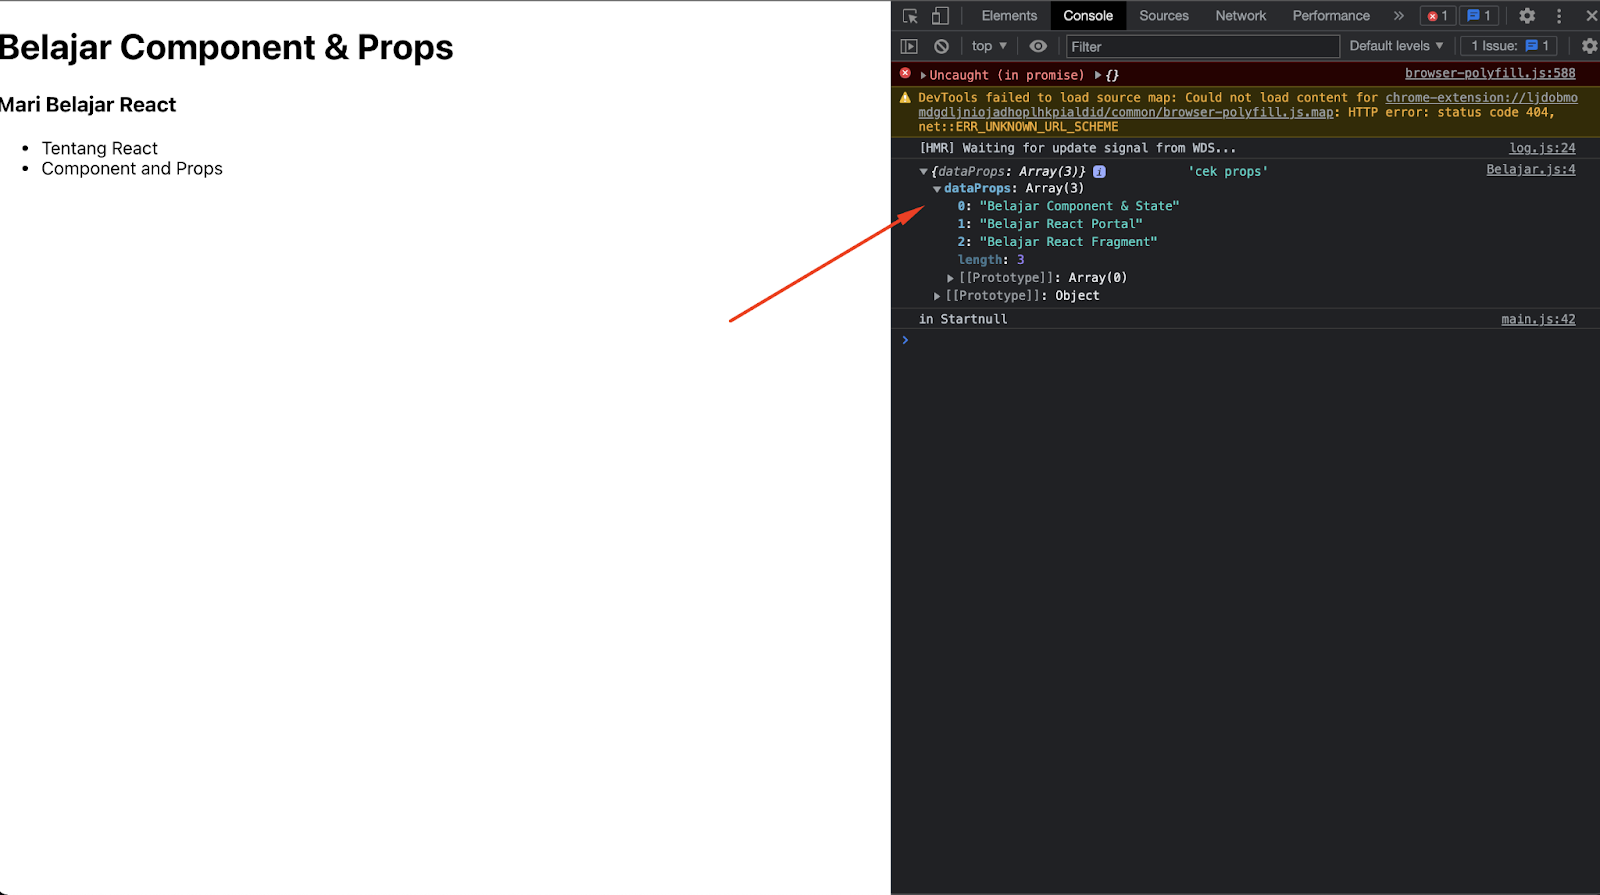 Belajar Component & Props
Mari Belajar React
Tentang React
Component and Props
Elements Console Sources Network Performance » 1 1
top Filter Default levels 1 Issue: 1
Uncaught (in promise) {} browser-polyfill.js:588
DevTools failed to load source map: Could not load content for chrome-extension://ljdobmo
mdgdljniojadhoplhkpialdid/common/browser-polyfill.js.map: HTTP error: status code 404,
net::ERR_UNKNOWN_URL_SCHEME
[HMR] Waiting for update signal from WDS... log.js:24
{dataProps: Array(3)} i 'cek props' Belajar.js:4
dataProps: Array(3)
0: "Belajar Component & State"
1: "Belajar React Portal"
2: "Belajar React Fragment"
length: 3
[[Prototype]]: Array(0)
[[Prototype]]: Object
in Startnull main.js:42